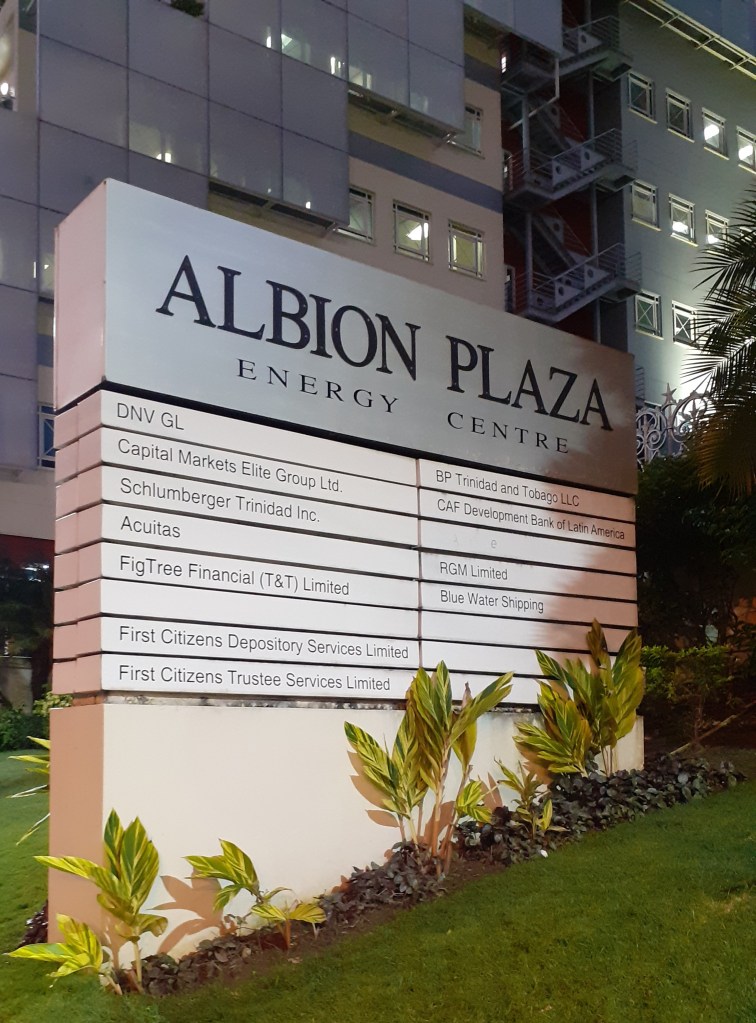 ALBION PLAZA
ENERGY CENTRE
DNV GL
Capital Markets Elite Group Ltd.
Schlumberger Trinidad Inc.
Acuitas
FigTree Financial (T&T) Limited
First Citizens Depository Services Limited
First Citizens Trustee Services Limited
BP Trinidad and Tobago LLC
CAF Development Bank of Latin America
RGM Limited
Blue Water Shipping